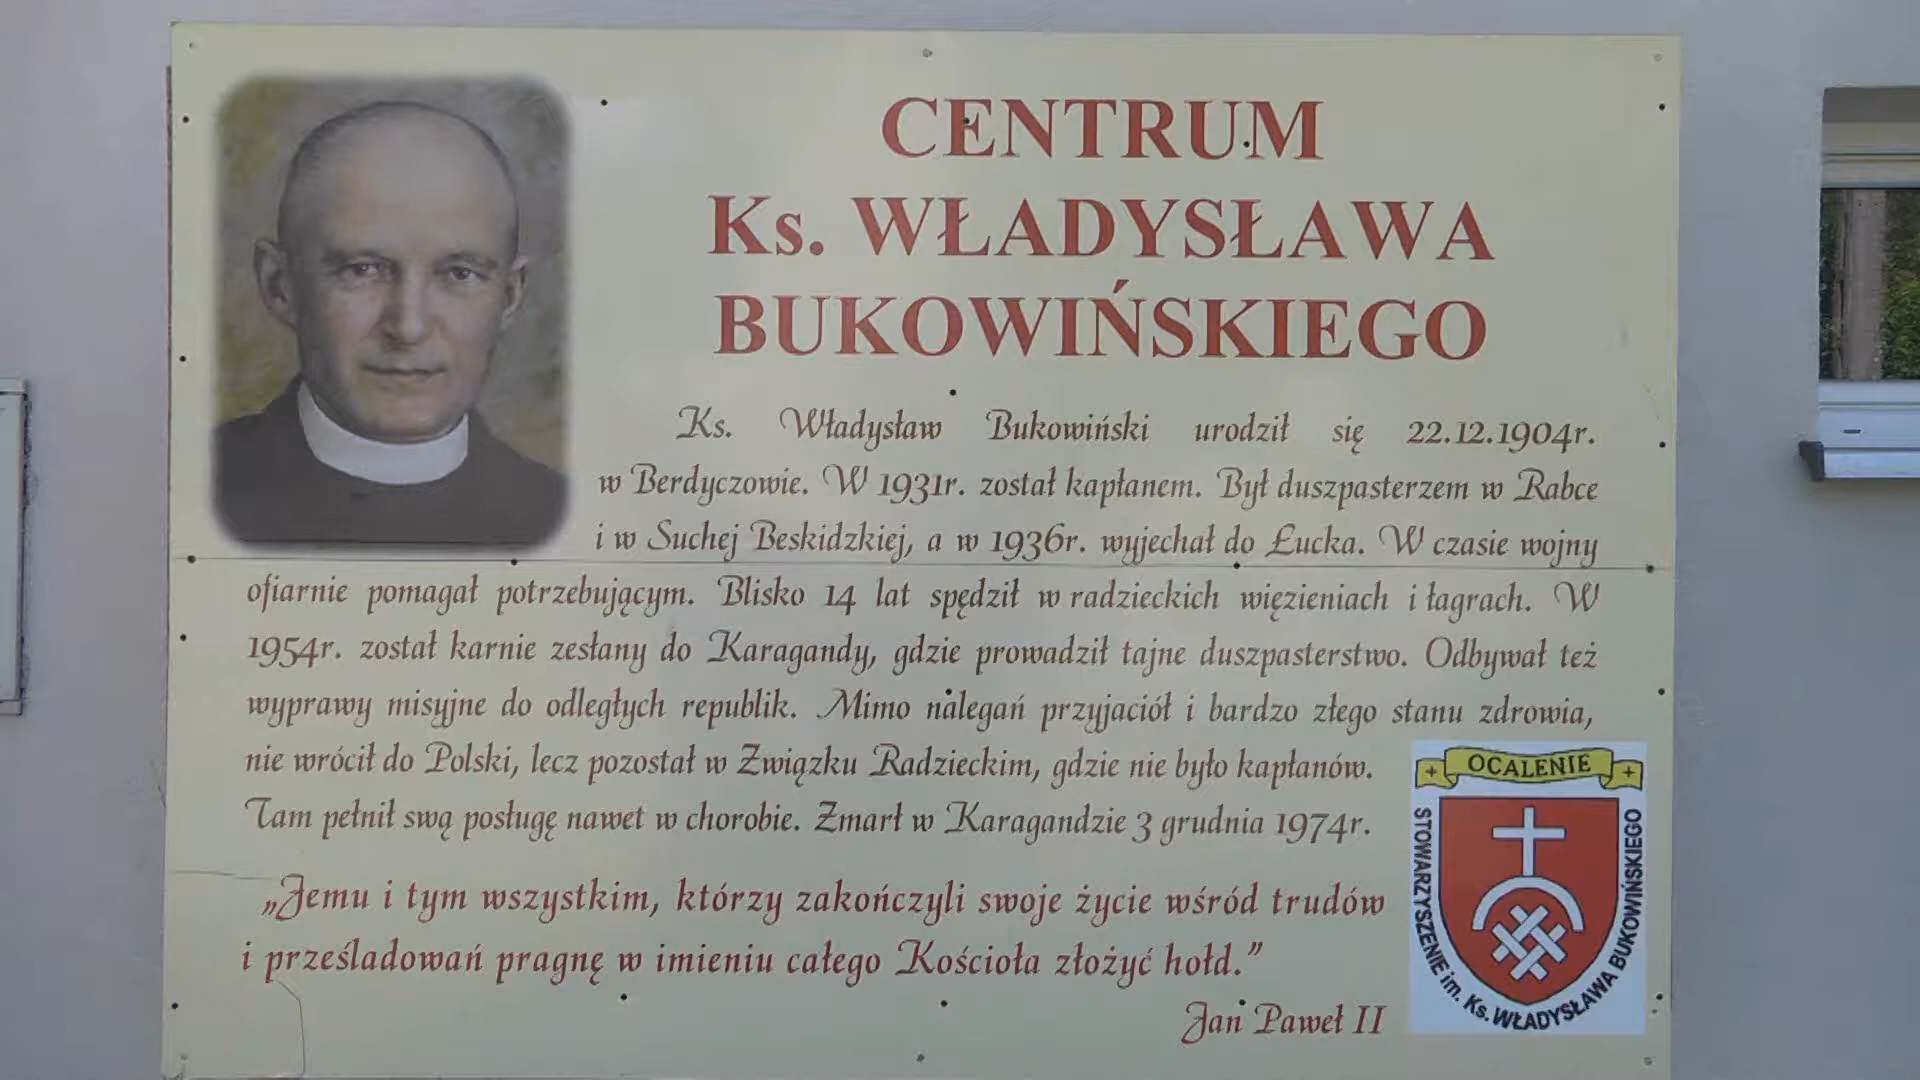 CENTRUM
Ks. WŁADYSŁAWA
BUKOWIŃSKIEGO
Ks. Władysław Bukowiński urodził się 22.12.1904r.
w Berdyczowie. W 1931r. został kapłanem. Był duszpasterzem w Rabce
i w Suchej Beskidzkiej, a w 1936r. wyjechał do Łucka. W czasie wojny
ofiarnie pomagał potrzebującym. Blisko 14 lat spędził w radzieckich więzieniach i łagrach. W
1954r. został karnie zesłany do Karagandy, gdzie prowadził tajne duszpasterstwo. Odbywał też
wyprawy misyjne do odległych republik. Mimo nalegań przyjaciół i bardzo złego stanu zdrowia,
nie wrócił do Polski, lecz pozostał w Związku Radzieckim, gdzie nie było kapłanów.
Tam pełnił swą posługę nawet w chorobie. Zmarł w Karagandzie 3 grudnia 1974r.
„Jemu i tym wszystkim, którzy zakończyli swoje życie wśród trudów
i prześladowań pragnę w imieniu całego Kościoła złożyć hołd.”
Jan Paweł II
OCALENIE
STOWARZYSZENIE im. Ks. WŁADYSŁAWA BUKOWIŃSKIEGO